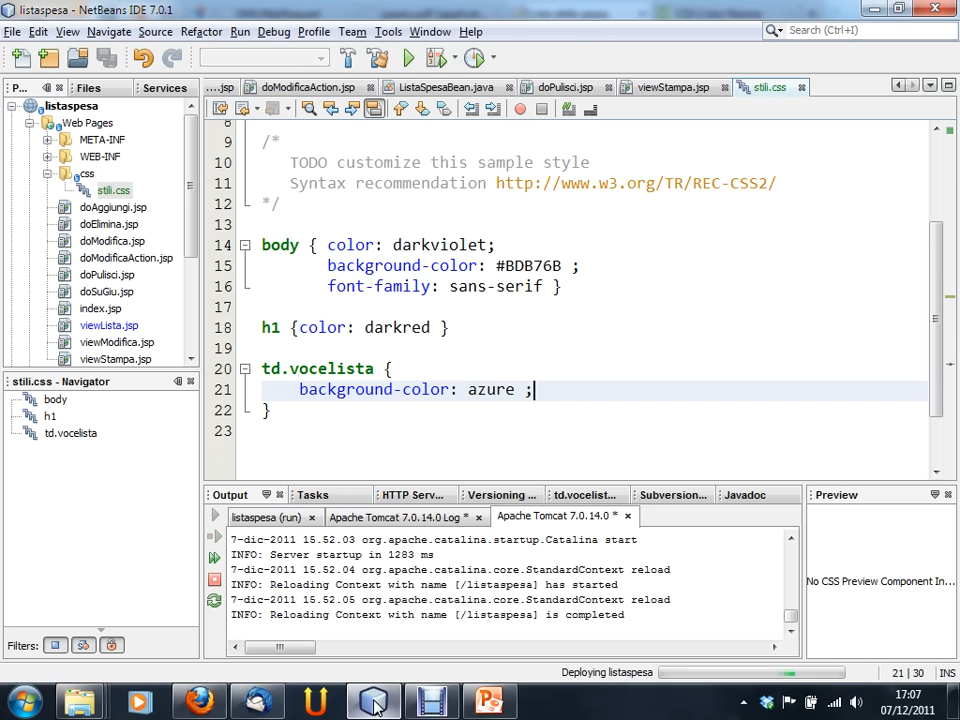 listaspesa - NetBeans IDE 7.0.1
File Edit View Navigate Source Refactor Run Debug Profile Team Tools Window Help
Search (Ctrl+I)
P... Files Services
....jsp doModificaAction.jsp ListaSpesaBean.java doPulisci.jsp viewStampa.jsp stili.css
listaspesa
Web Pages
META-INF
WEB-INF
css
stili.css
doAggiungi.jsp
doElimina.jsp
doModifica.jsp
doModificaAction.jsp
doPulisci.jsp
doSuGiu.jsp
index.jsp
viewLista.jsp
viewModifica.jsp
viewStampa.jsp
8
9 /*
10 TODO customize this sample style
11 Syntax recommendation http://www.w3.org/TR/REC-CSS2/
12 */
13
14 body { color: darkviolet;
15 background-color: #BDB76B ;
16 font-family: sans-serif }
17
18 h1 {color: darkred }
19
20 td.vocelista {
21 background-color: azure ;
22 }
23
stili.css - Navigator
body
h1
td.vocelista
Filters:
Output Tasks HTTP Serv... Versioning ... td.vocelist... Subversion... Javadoc
listaspesa (run) Apache Tomcat 7.0.14.0 Log * Apache Tomcat 7.0.14.0 *
7-dic-2011 15.52.03 org.apache.catalina.startup.Catalina start
INFO: Server startup in 1283 ms
7-dic-2011 15.52.04 org.apache.catalina.core.StandardContext reload
INFO: Reloading Context with name [/listaspesa] has started
7-dic-2011 15.52.05 org.apache.catalina.core.StandardContext reload
INFO: Reloading Context with name [/listaspesa] is completed
Preview
No CSS Preview Component In...
Deploying listaspesa
21 | 30 INS
17:07
07/12/2011